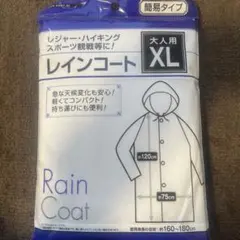 簡易タイプ
レジャー・ハイキング
スポーツ観戦等に!
大人用
レインコート
XL
急な天候変化も安心!
軽くてコンパクト!
持ち運びにも便利!
約120cm
約75cm
Rain
Coat
約160~180cm